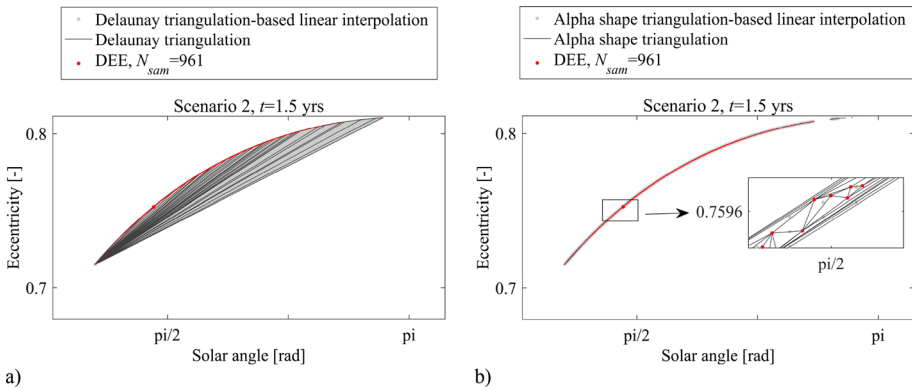 Delaunay triangulation-based linear interpolation
Delaunay triangulation
DEE, N_sam=961
Scenario 2, t=1.5 yrs
0.8
0.7
Eccentricity [-]
pi/2
pi
Solar angle [rad]
a)
Alpha shape triangulation-based linear interpolation
Alpha shape triangulation
DEE, N_sam=961
Scenario 2, t=1.5 yrs
0.8
0.7
Eccentricity [-]
0.7596
pi/2
pi/2
pi
Solar angle [rad]
b)